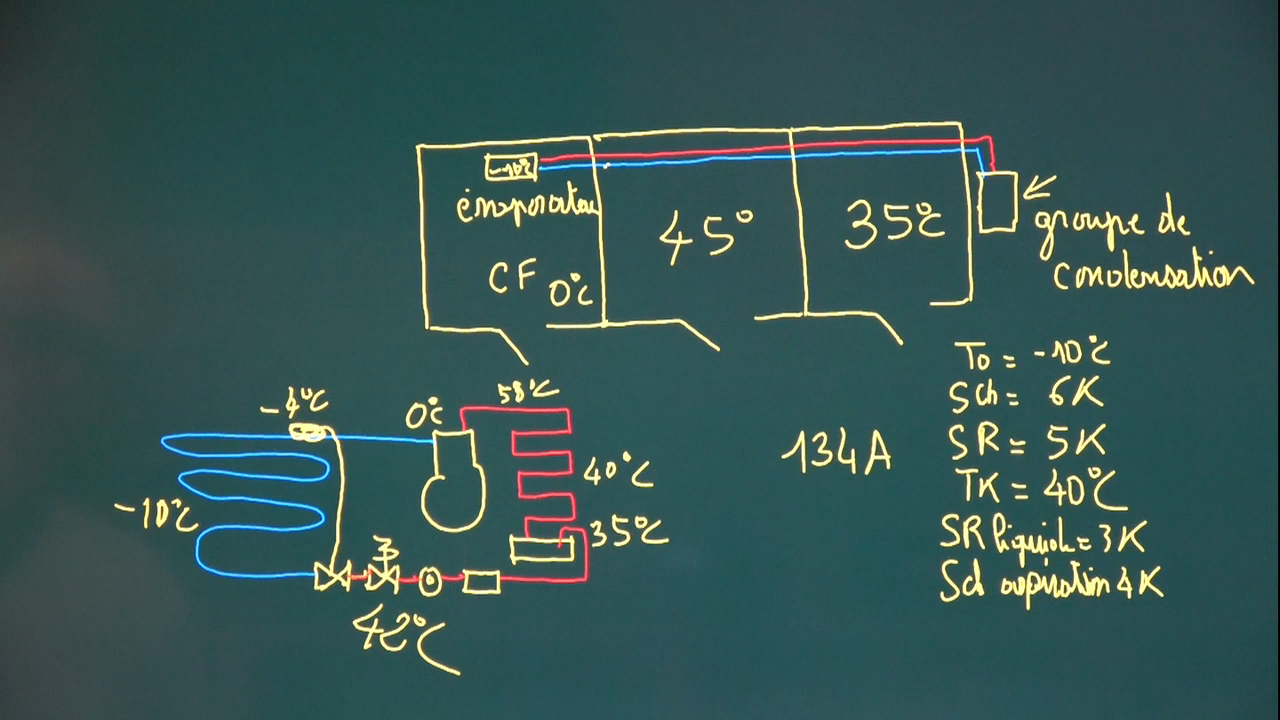 -10°C
évaporateu
CF 0°C
45°
35°C
groupe de
condensation
-4°C
0°C
58°C
40°C
-10°C
35°C
42°C
134A
To = -10°C
Sch = 6K
SR = 5K
TK = 40°C
SR liquide = 3K
Sch aspiration 4K